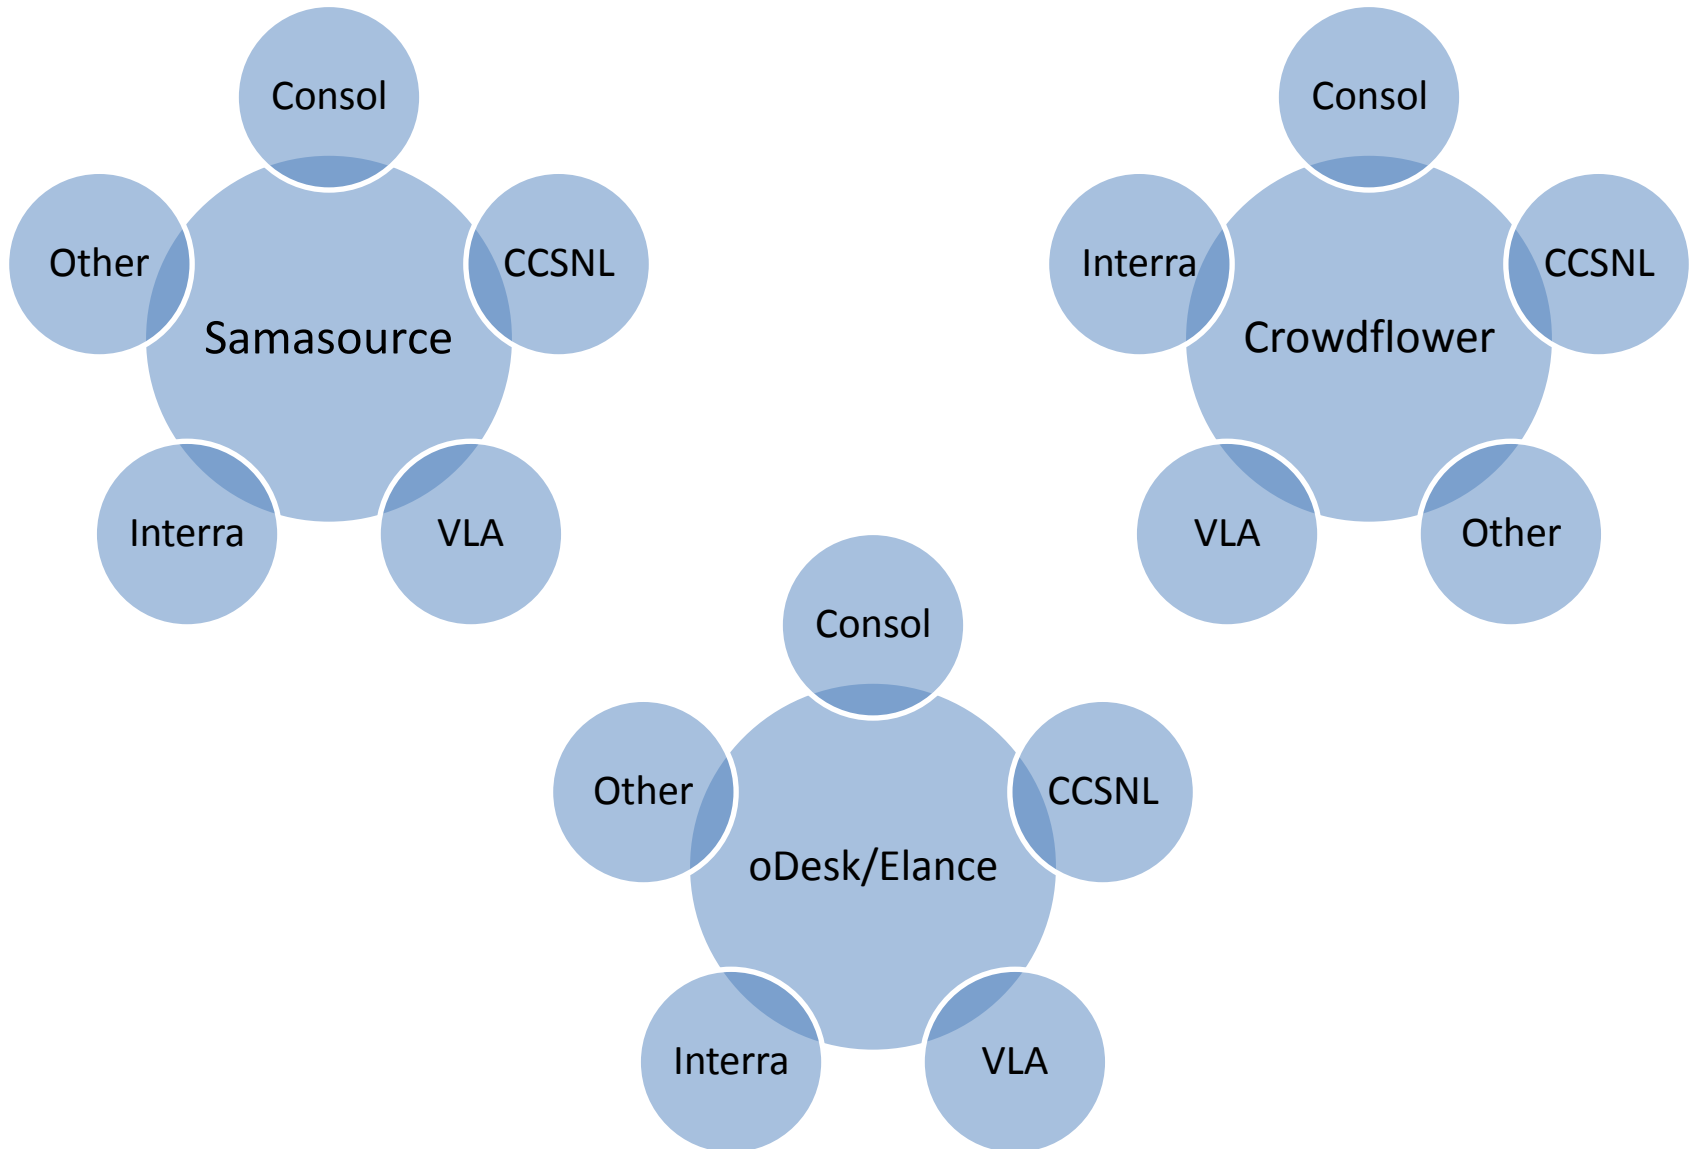 Consol
Other
CCSNL
Samasource
Interra
VLA
Consol
Interra
CCSNL
Crowdflower
VLA
Other
Consol
Other
CCSNL
oDesk/Elance
Interra
VLA